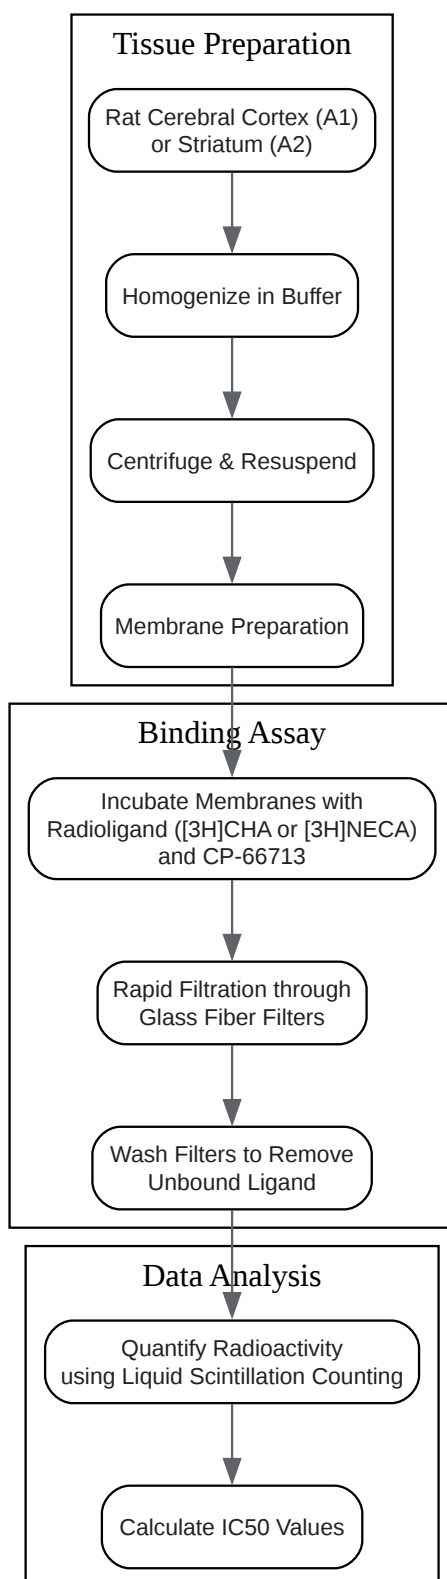 Tissue Preparation
Rat Cerebral Cortex (A1)
or Striatum (A2)
Homogenize in Buffer
Centrifuge & Resuspend
Membrane Preparation
Binding Assay
Incubate Membranes with
Radioligand ([3H]CHA or [3H]NECA)
and CP-66713
Rapid Filtration through
Glass Fiber Filters
Wash Filters to Remove
Unbound Ligand
Data Analysis
Quantify Radioactivity
using Liquid Scintillation Counting
Calculate IC50 Values